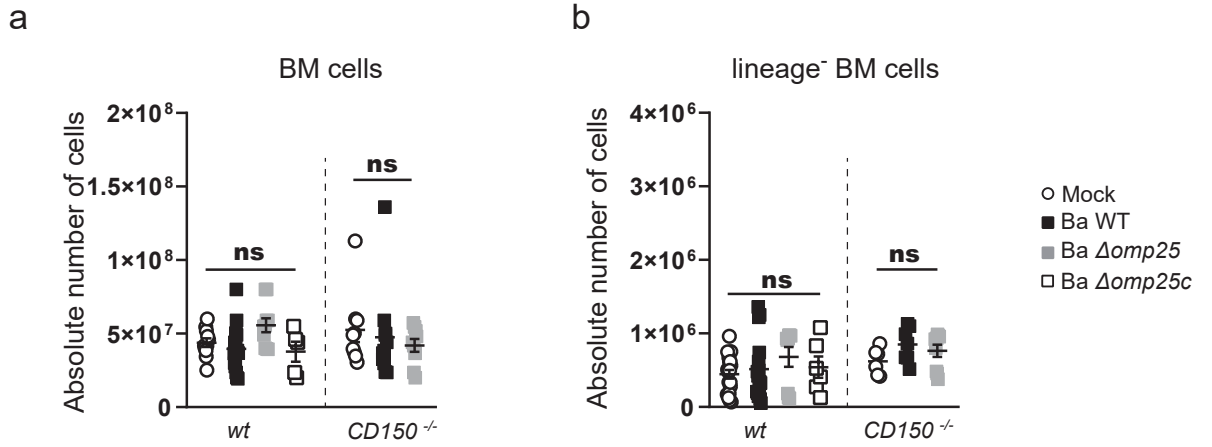 a
BM cells
Absolute number of cells
2×10⁸
1.5×10⁸
1×10⁸
5×10⁷
0
ns
ns
wt
CD150 -/-
b
lineage⁻ BM cells
Absolute number of cells
4×10⁶
3×10⁶
2×10⁶
1×10⁶
0
ns
ns
wt
CD150 -/-
Mock
Ba WT
Ba Δomp25
Ba Δomp25c